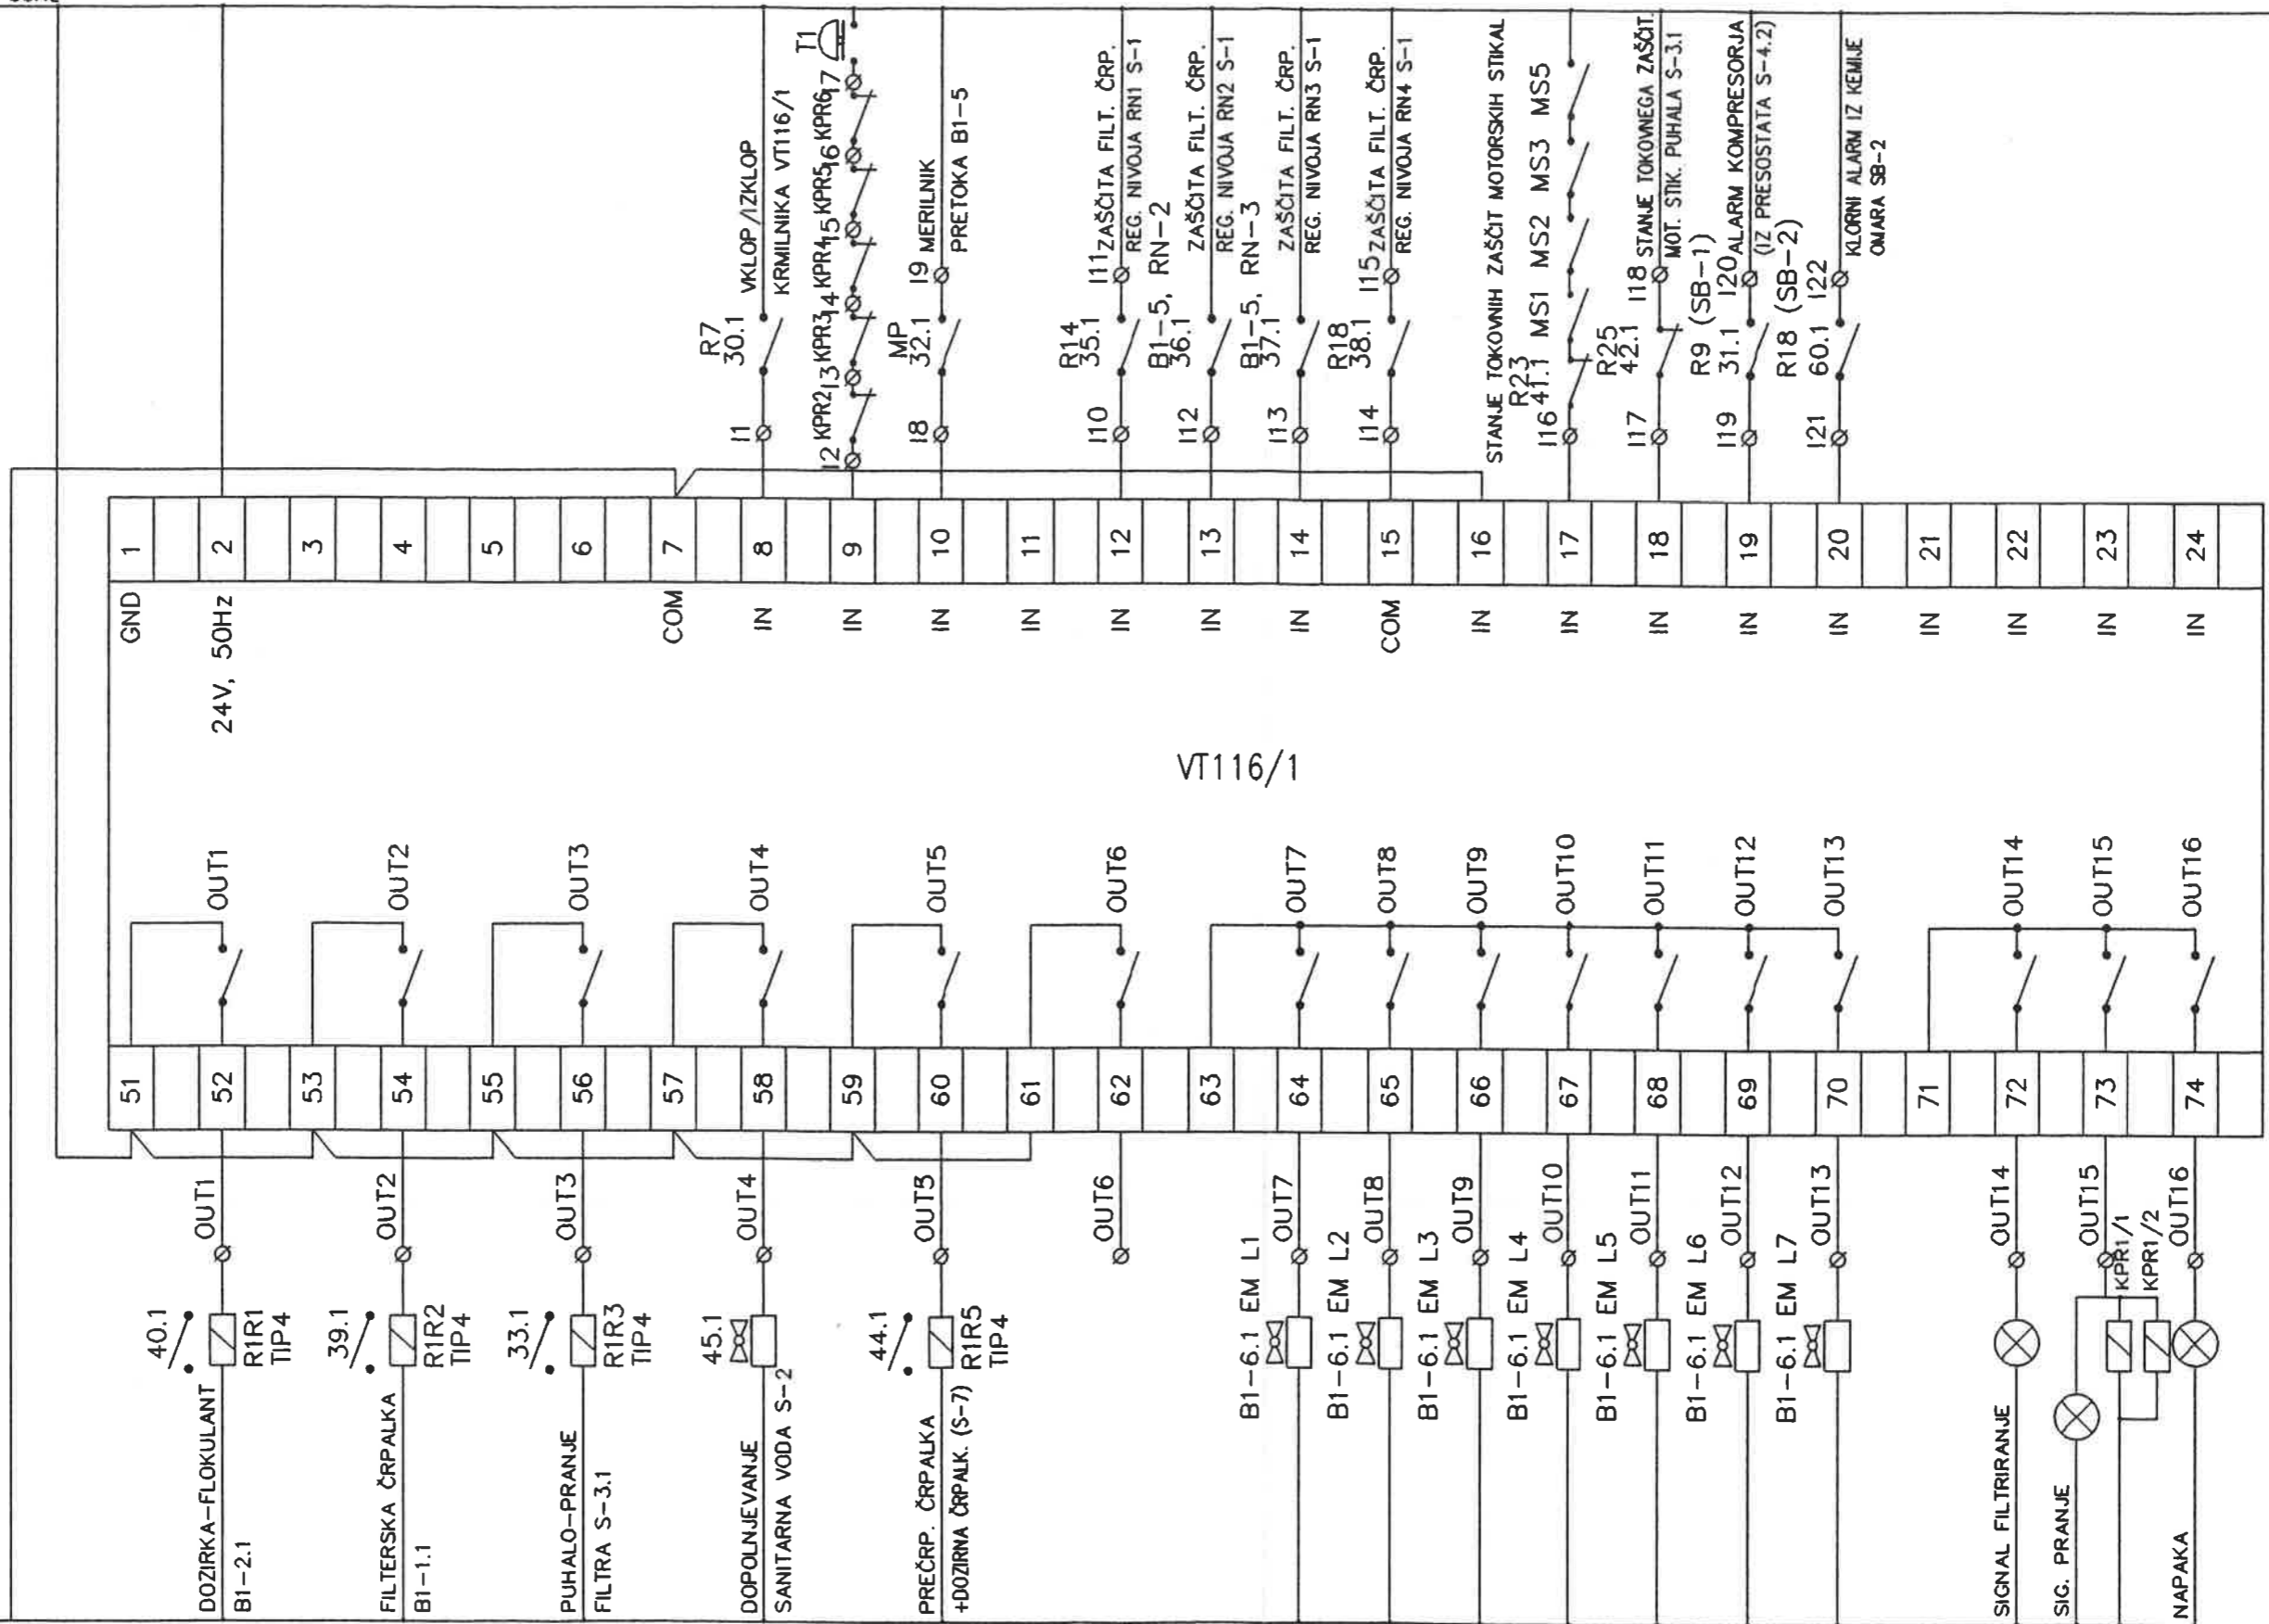 T1
I2 KPR2 I3 KPR3 I4 KPR4 I5 KPR5 I6 KPR6 I7
R7
30.1
I1
VKLOP/IZKLOP
KRMILNIKA VT116/1
MP
32.1
I8
I9
MERILNIK
PRETOKA B1-5
R14
35.1
I10
I11
ZAŠČITA FILT. ČRP.
REG. NIVOJA RN1 S-1
B1-5, RN-2
36.1
I12
ZAŠČITA FILT. ČRP.
REG. NIVOJA RN2 S-1
B1-5, RN-3
37.1
I13
ZAŠČITA FILT. ČRP.
REG. NIVOJA RN3 S-1
R18
38.1
I14
I15
ZAŠČITA FILT. ČRP.
REG. NIVOJA RN4 S-1
STANJE TOKOVNIH ZAŠČIT MOTORSKIH STIKAL
R23
I16 41.1 MS1 MS2 MS3 MS5
R25
42.1
I17
I18
STANJE TOKOVNEGA ZAŠČIT.
MOT. STIK. PUHALA S-3.1
R9 (SB-1)
31.1
I19
I20
ALARM KOMPRESORJA
(IZ PRESOSTATA S-4.2)
R18 (SB-2)
60.1
I21
I22
KLORNI ALARM IZ KEMIJE
OMARA SB-2
1 2 3 4 5 6 7 8 9 10 11 12 13 14 15 16 17 18 19 20 21 22 23 24
GND
24V, 50Hz
COM IN IN IN IN IN IN IN COM IN IN IN IN IN IN IN IN IN
VT116/1
OUT1 OUT2 OUT3 OUT4 OUT5 OUT6 OUT7 OUT8 OUT9 OUT10 OUT11 OUT12 OUT13 OUT14 OUT15 OUT16
51 52 53 54 55 56 57 58 59 60 61 62 63 64 65 66 67 68 69 70 71 72 73 74
OUT1
40.1
R1R1
TIP4
DOZIRKA-FLOKULANT
B1-2.1
OUT2
39.1
R1R2
TIP4
FILTERSKA ČRPALKA
B1-1.1
OUT3
33.1
R1R3
TIP4
PUHALO-PRANJE
FILTRA S-3.1
OUT4
45.1
DOPOLNJEVANJE
SANITARNA VODA S-2
OUT5
44.1
R1R5
TIP4
PREČRP. ČRPALKA
+DOZIRNA ČRPALK. (S-7)
OUT6
OUT7
B1-6.1 EM L1
OUT8
B1-6.1 EM L2
OUT9
B1-6.1 EM L3
OUT10
B1-6.1 EM L4
OUT11
B1-6.1 EM L5
OUT12
B1-6.1 EM L6
OUT13
B1-6.1 EM L7
OUT14
SIGNAL FILTRIRANJE
OUT15
KPR1/1
KPR1/2
SIG. PRANJE
OUT16
NAPAKA